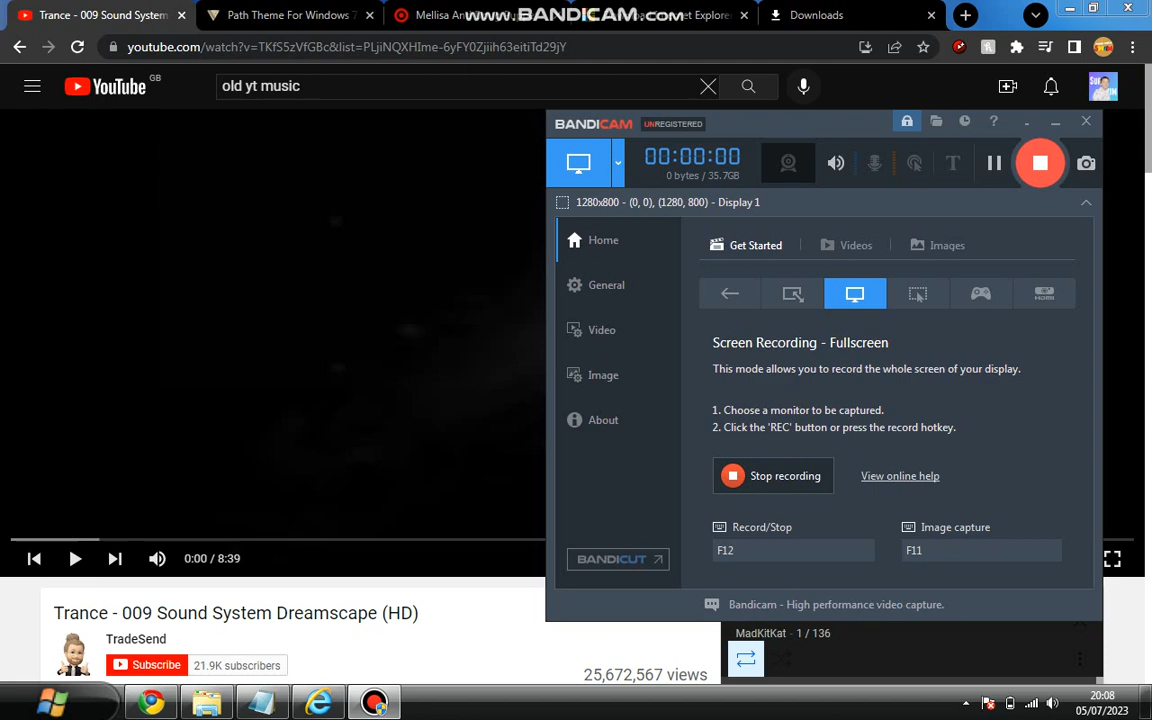 Trance - 009 Sound System
Path Theme For Windows 7
Mellisa An
www.BANDICAM.com
et Explorer
Downloads
youtube.com/watch?v=TKfS5zVfGBc&list=PLjiNQXHIme-6yFY0Zjiih63eitiTd29jY
YouTube GB
old yt music
BANDICAM UNREGISTERED
00:00:00
0 bytes / 35.7GB
1280x800 - (0, 0), (1280, 800) - Display 1
Home
Get Started
Videos
Images
General
HDMI
Video
Screen Recording - Fullscreen
This mode allows you to record the whole screen of your display.
Image
1. Choose a monitor to be captured.
About
2. Click the 'REC' button or press the record hotkey.
Stop recording
View online help
Record/Stop
Image capture
F12
F11
BANDICUT
0:00 / 8:39
Bandicam - High performance video capture.
Trance - 009 Sound System Dreamscape (HD)
TradeSend
MadKitKat - 1 / 136
Subscribe
21.9K subscribers
25,672,567 views
20:08
05/07/2023